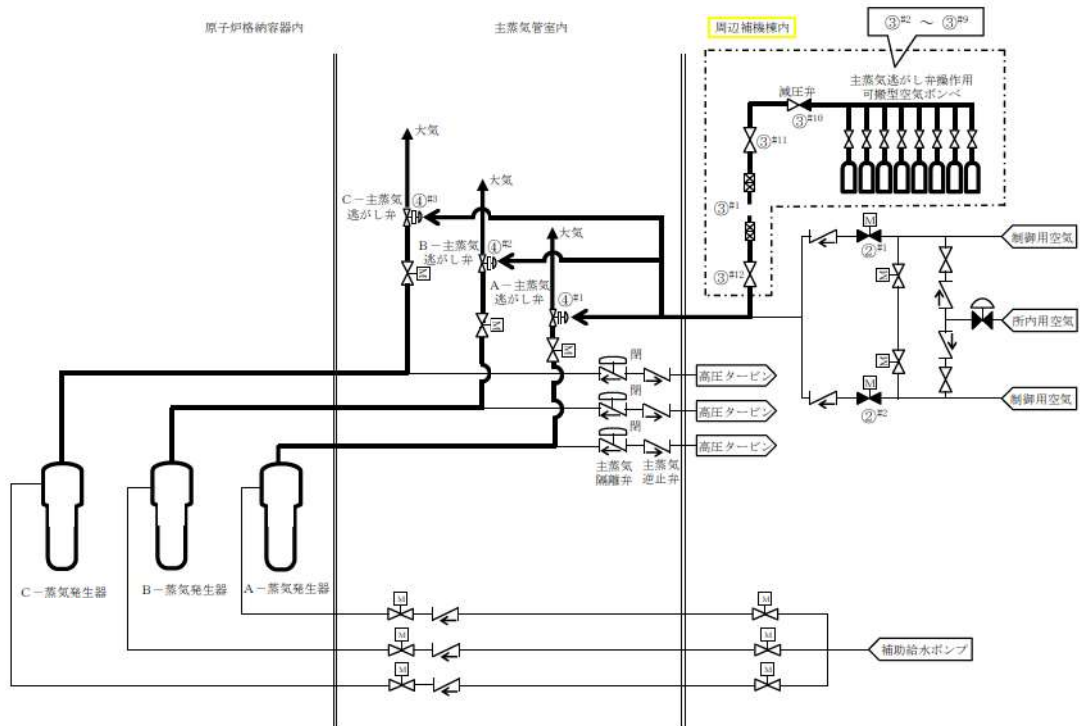 原子炉格納容器内
主蒸気管室内
周辺補機棟内
③#2 ～ ③#9
主蒸気逃がし弁操作用
可搬型空気ボンベ
減圧弁
③#10
③#11
③#1
③#12
大気
C－主蒸気
逃がし弁
④#3
大気
B－主蒸気
逃がし弁
④#2
大気
A－主蒸気
逃がし弁
④#1
M
M
M
M
②#1
制御用空気
M
所内用空気
M
M
②#2
制御用空気
閉
高圧タービン
閉
高圧タービン
閉
高圧タービン
主蒸気
隔離弁
主蒸気
逆止弁
C－蒸気発生器
B－蒸気発生器
A－蒸気発生器
M
M
M
M
M
M
補助給水ポンプ